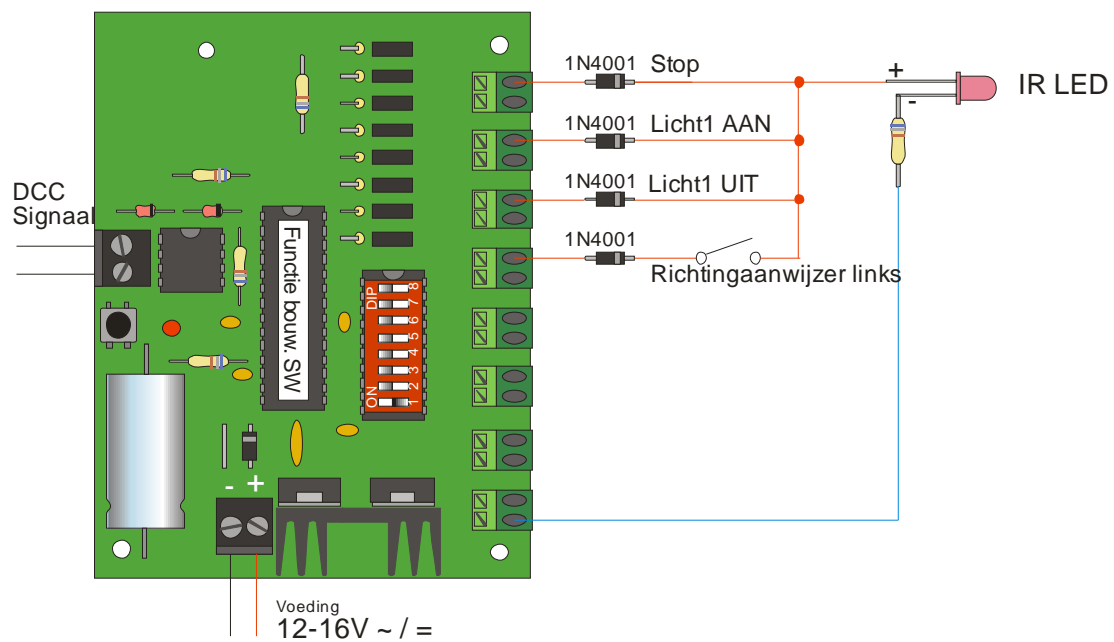 1N4001 Stop
+
-
IR LED
1N4001 Licht1 AAN
1N4001 Licht1 UIT
1N4001
Richtingaanwijzer links
DCC
Signaal
Functie bouw. SW
DIP
ON
1 2 3 4 5 6 7 8
- +
Voeding
12-16V ~ / =